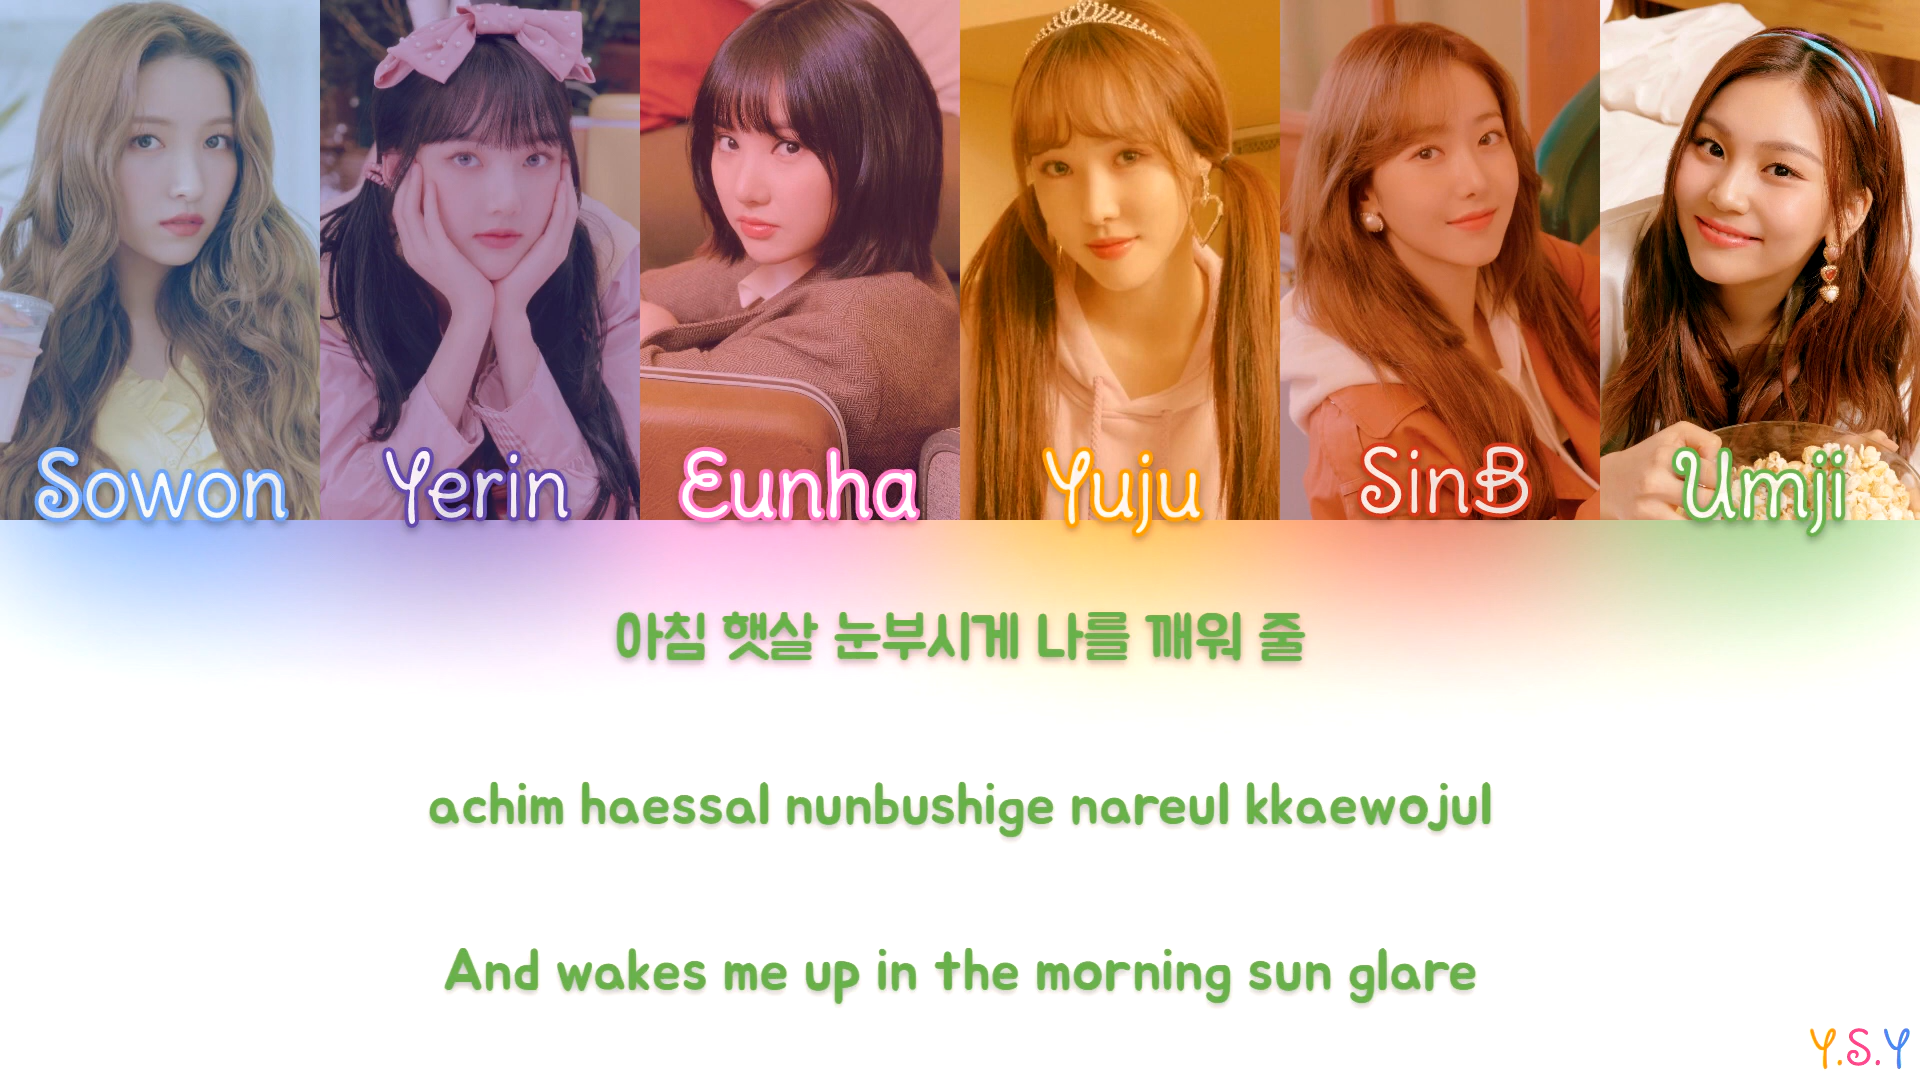 Sowon Yerin Eunha Yuju SinB Umji
아침 햇살 눈부시게 나를 깨워 줄
achim haessal nunbushige nareul kkaewojul
And wakes me up in the morning sun glare
Y.S.Y